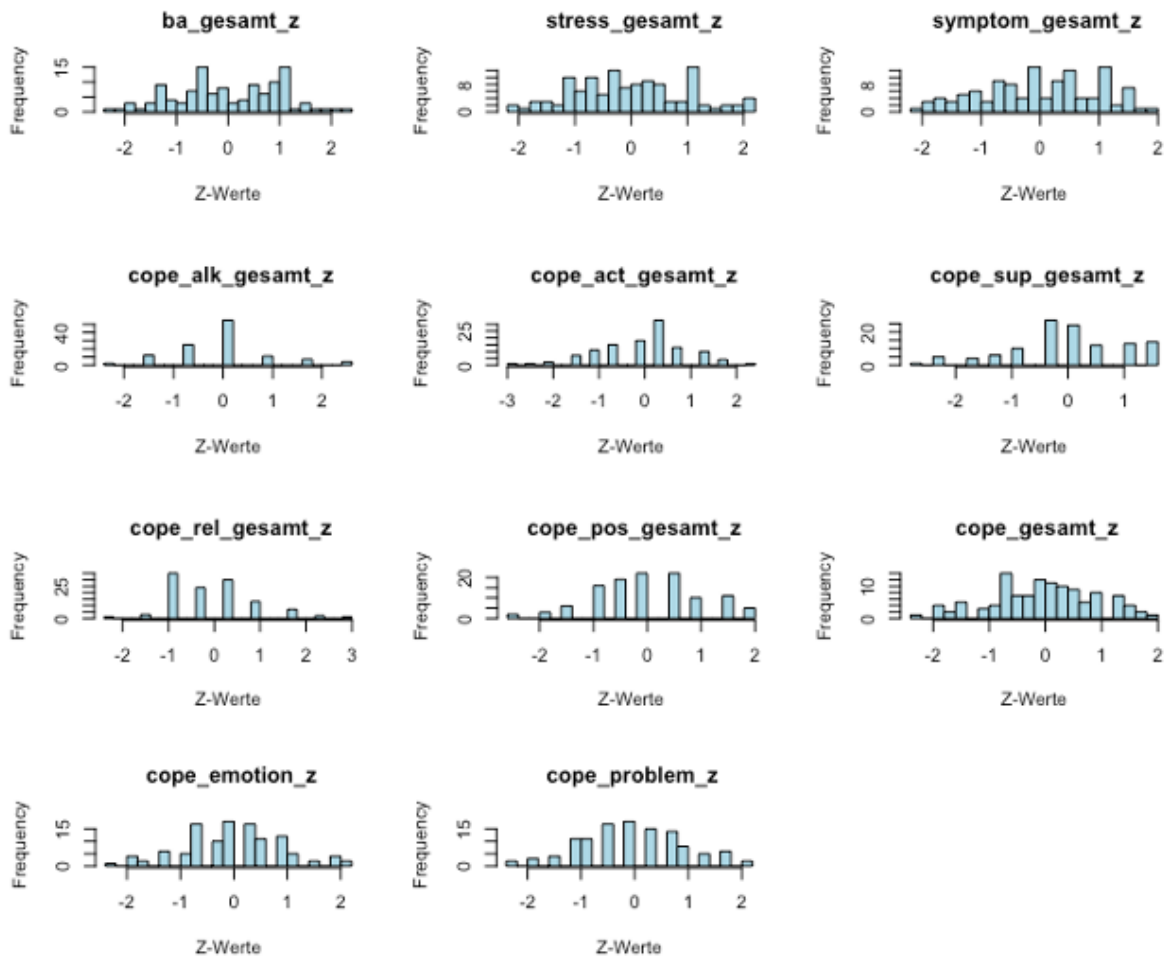 ba_gesamt_z
Frequency
15
0
-2 -1 0 1 2
Z-Werte
stress_gesamt_z
Frequency
8
0
-2 -1 0 1 2
Z-Werte
symptom_gesamt_z
Frequency
8
0
-2 -1 0 1 2
Z-Werte
cope_alk_gesamt_z
Frequency
40
0
-2 -1 0 1 2
Z-Werte
cope_act_gesamt_z
Frequency
25
0
-3 -2 -1 0 1 2
Z-Werte
cope_sup_gesamt_z
Frequency
20
0
-2 -1 0 1
Z-Werte
cope_rel_gesamt_z
Frequency
25
0
-2 -1 0 1 2 3
Z-Werte
cope_pos_gesamt_z
Frequency
20
0
-2 -1 0 1 2
Z-Werte
cope_gesamt_z
Frequency
10
0
-2 -1 0 1 2
Z-Werte
cope_emotion_z
Frequency
15
0
-2 -1 0 1 2
Z-Werte
cope_problem_z
Frequency
15
0
-2 -1 0 1 2
Z-Werte